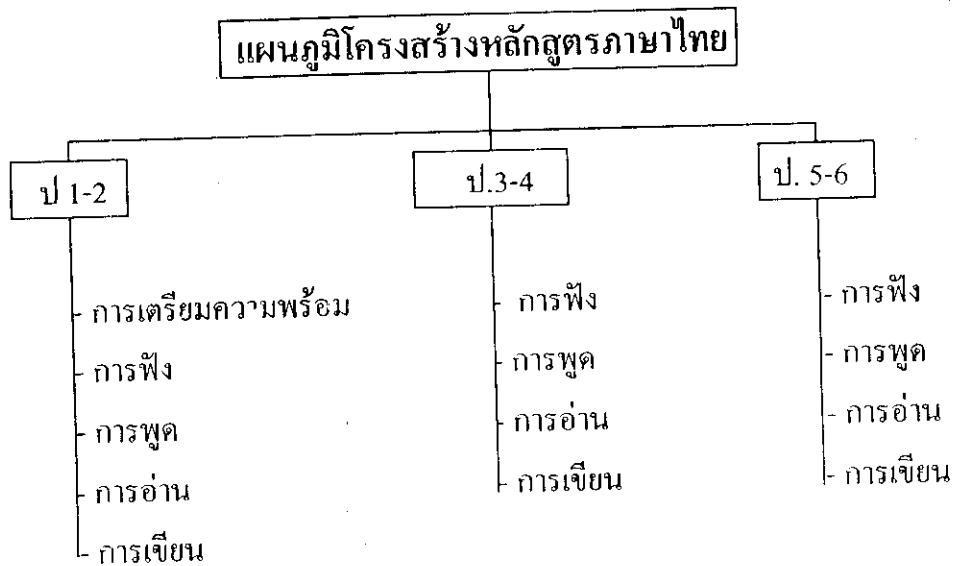 แผนภูมิโครงสร้างหลักสูตรภาษาไทย
ป 1-2
- การเตรียมความพร้อม
- การฟัง
- การพูด
- การอ่าน
- การเขียน
ป.3-4
การฟัง
- การพูด
- การอ่าน
- การเขียน
ป. 5-6
- การฟัง
- การพูด
- การอ่าน
- การเขียน